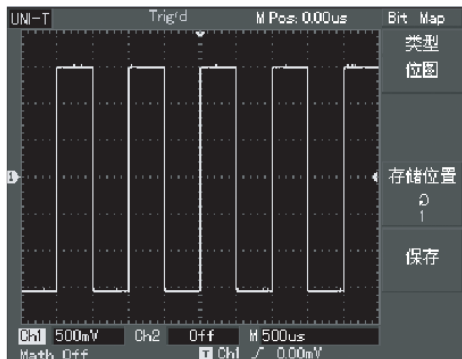 UNI-T Trig'd M Pos: 0.00us Bit Map
类型
位图
存储位置
1
保存
Ch1 500mV Ch2 Off M 500us
Math Off T Ch1 0.00mV